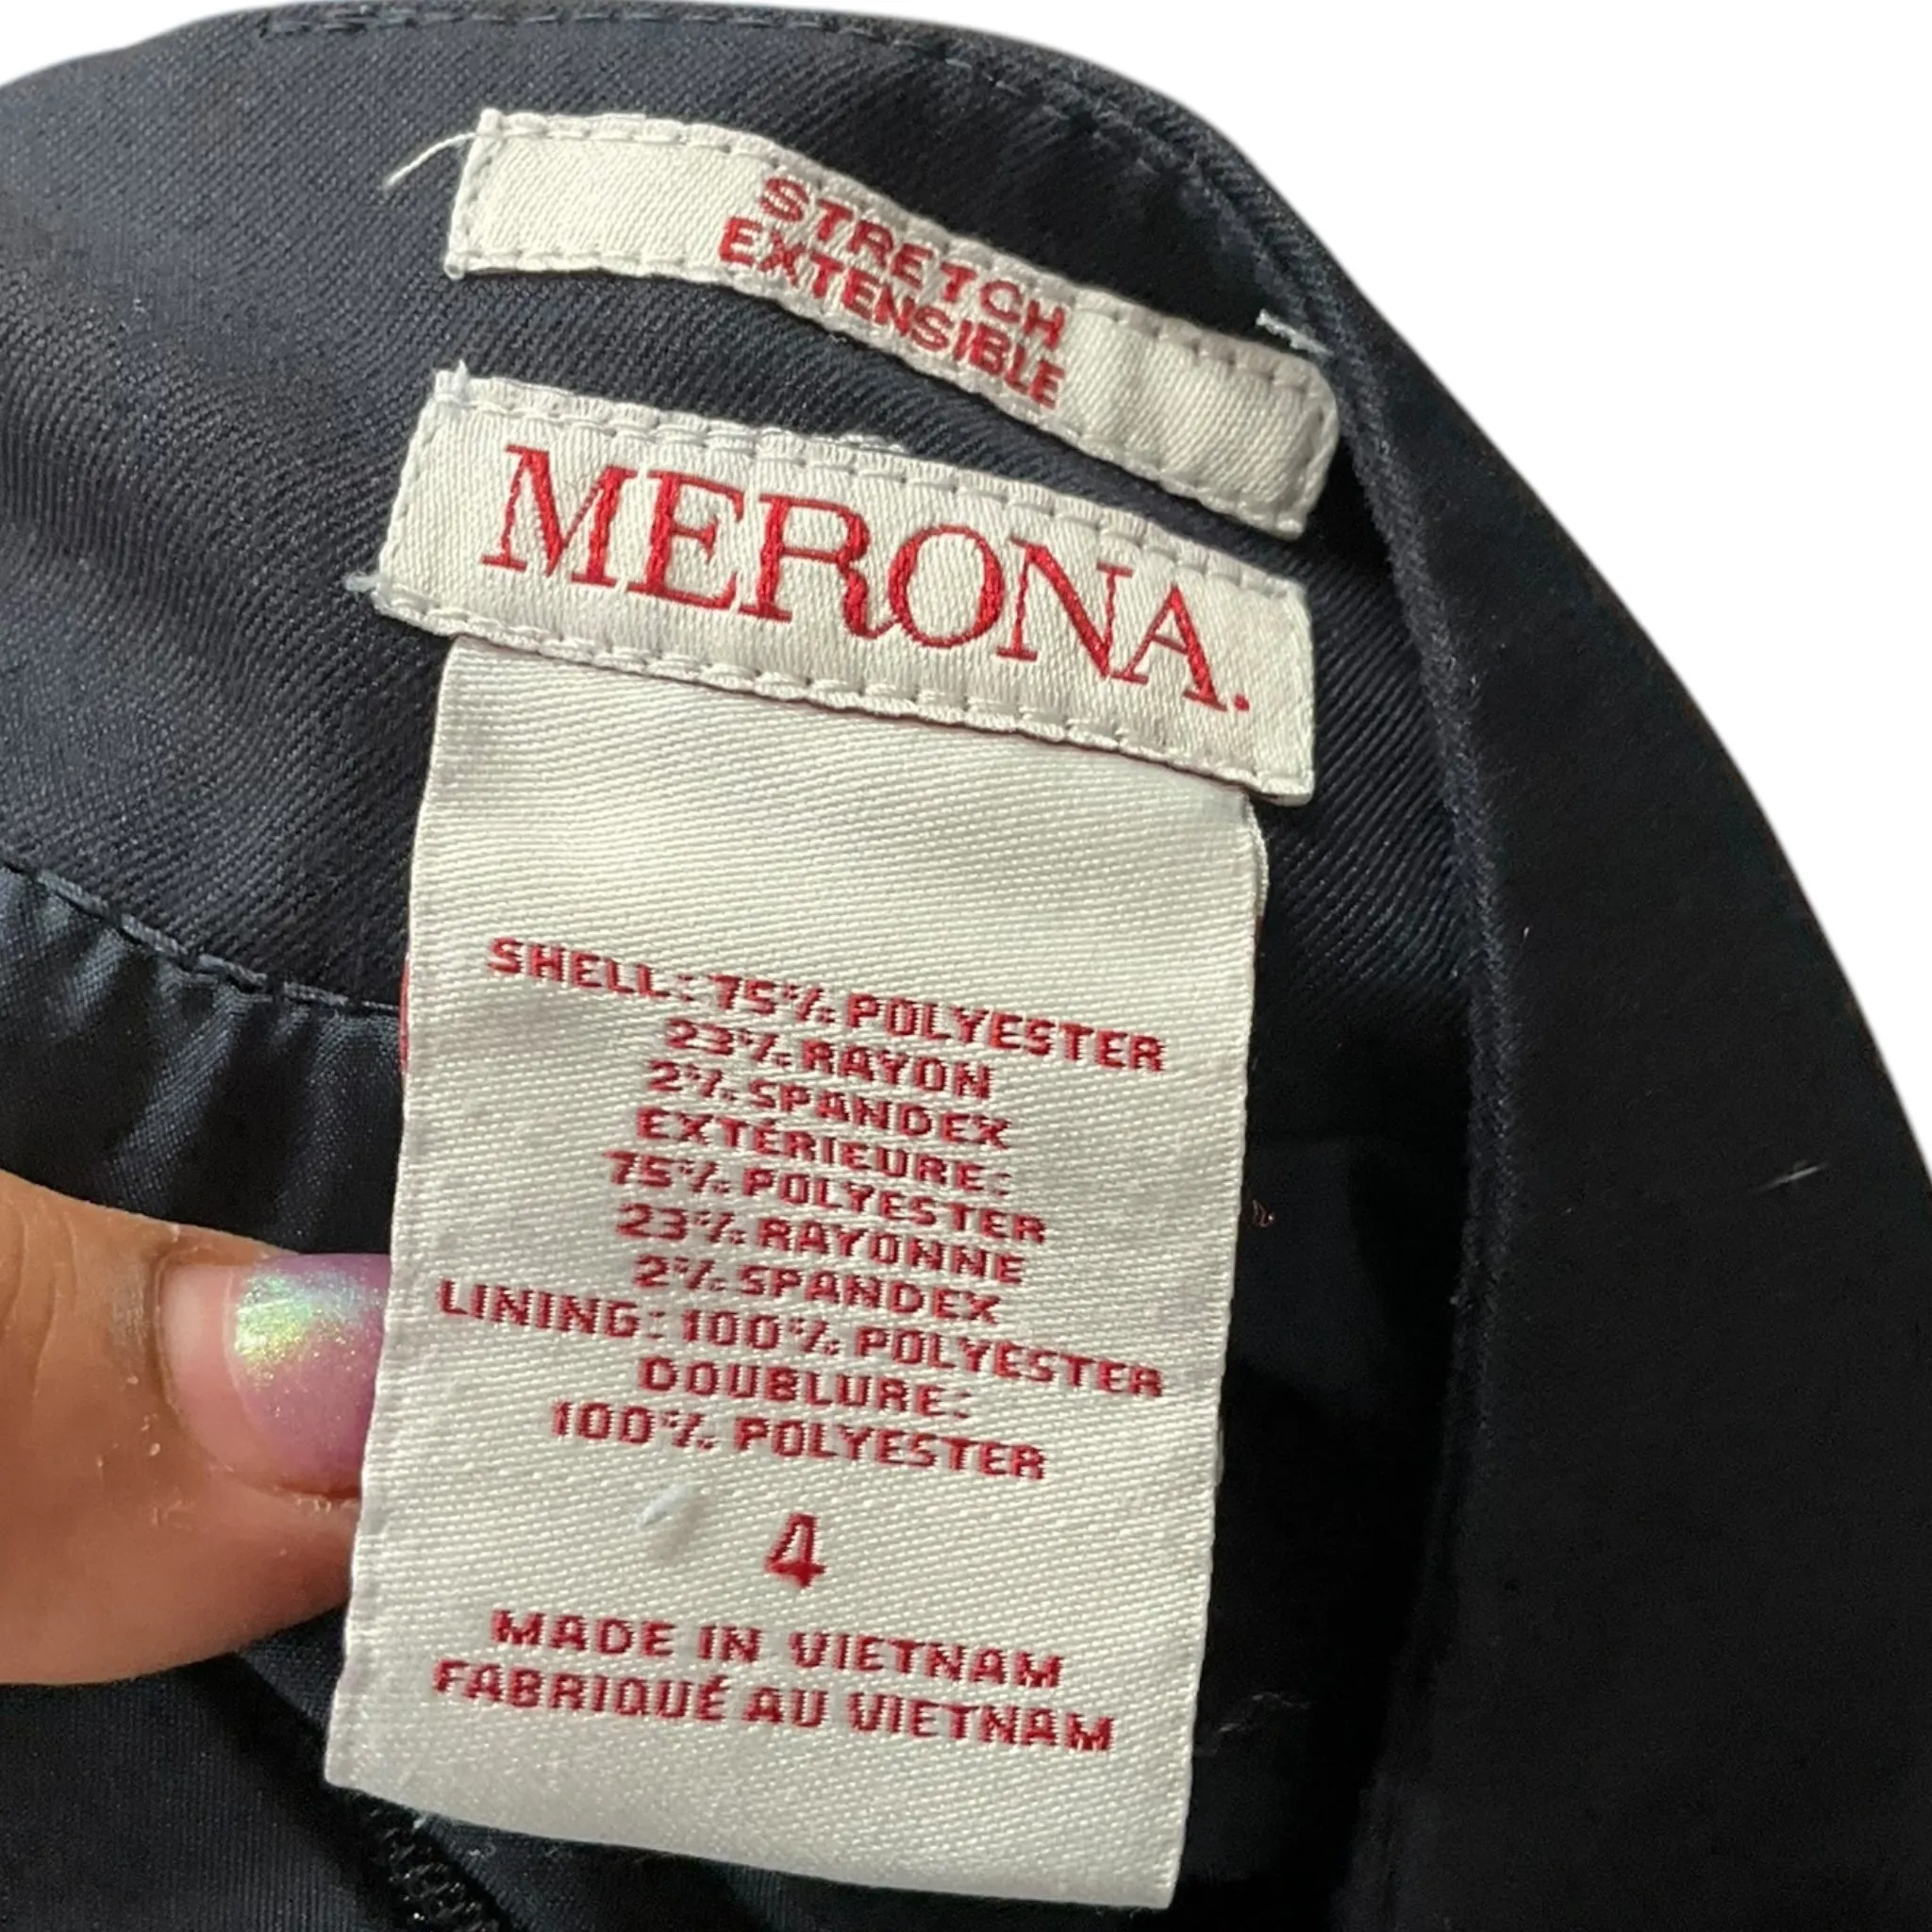 STRETCH
EXTENSIBLE
MERONA.
SHELL: 75% POLYESTER
23% RAYON
2% SPANDEX
EXTÉRIEURE:
75% POLYESTER
23% RAYONNE
2% SPANDEX
LINING: 100% POLYESTER
DOUBLURE:
100% POLYESTER
4
MADE IN VIETNAM
FABRIQUÉ AU VIETNAM